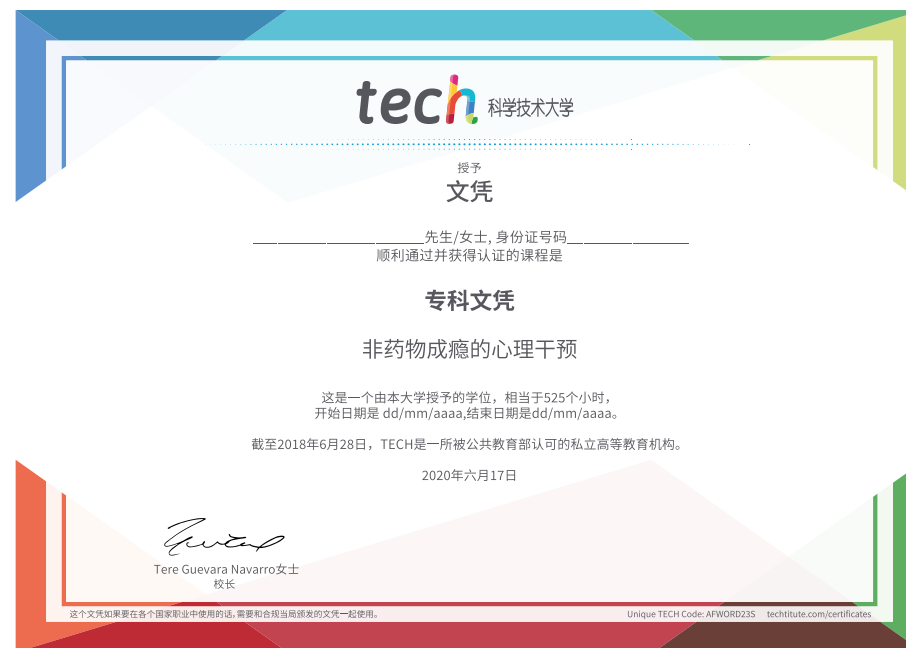 tech 科学技术大学
授予
文凭
______________________先生/女士, 身份证号码________________
顺利通过并获得认证的课程是
专科文凭
非药物成瘾的心理干预
这是一个由本大学授予的学位，相当于525个小时，
开始日期是 dd/mm/aaaa,结束日期是dd/mm/aaaa。
截至2018年6月28日，TECH是一所被公共教育部认可的私立高等教育机构。
2020年六月17日
Tere Guevara Navarro女士
校长
这个文凭如果要在各个国家职业中使用的话,需要和合规当局颁发的文凭一起使用。
Unique TECH Code: AFWORD23S techtitute.com/certificates